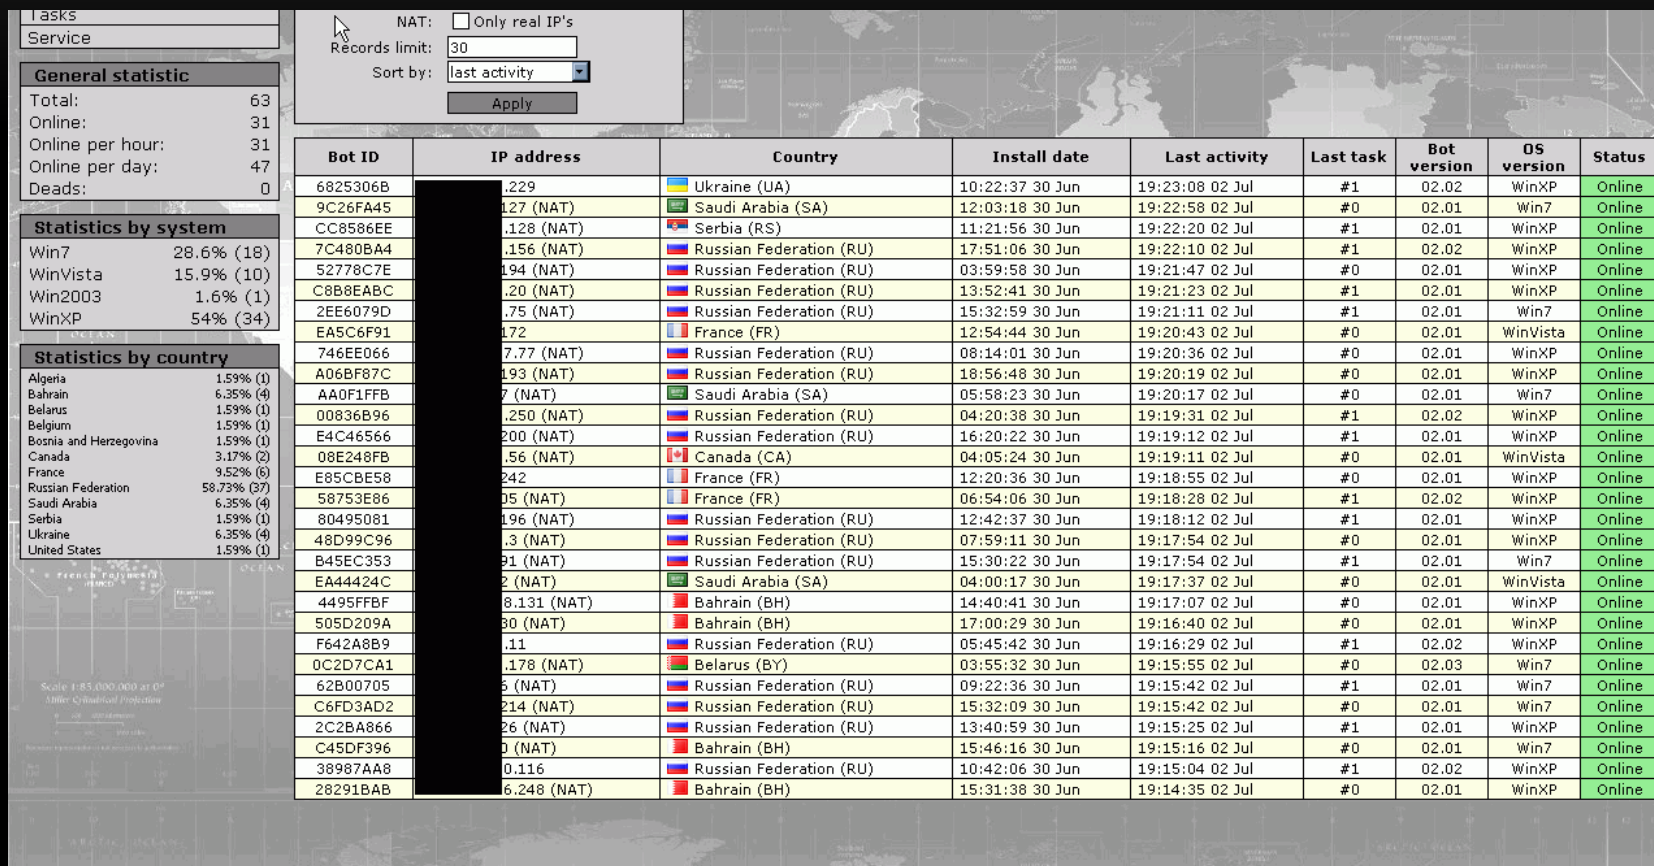 Tasks
Service
General statistic
Total: 63
Online: 31
Online per hour: 31
Online per day: 47
Deads: 0
Statistics by system
Win7 28.6% (18)
WinVista 15.9% (10)
Win2003 1.6% (1)
WinXP 54% (34)
Statistics by country
Algeria 1.59% (1)
Bahrain 6.35% (4)
Belarus 1.59% (1)
Belgium 1.59% (1)
Bosnia and Herzegovina 1.59% (1)
Canada 3.17% (2)
France 9.52% (6)
Russian Federation 58.73% (37)
Saudi Arabia 6.35% (4)
Serbia 1.59% (1)
Ukraine 6.35% (4)
United States 1.59% (1)
NAT: Only real IP's
Records limit: 30
Sort by: last activity
Apply
Bot ID IP address Country Install date Last activity Last task Bot version OS version Status
6825306B .229 Ukraine (UA) 10:22:37 30 Jun 19:23:08 02 Jul #1 02.02 WinXP Online
9C26FA45 127 (NAT) Saudi Arabia (SA) 12:03:18 30 Jun 19:22:58 02 Jul #0 02.01 Win7 Online
CC8586EE .128 (NAT) Serbia (RS) 11:21:56 30 Jun 19:22:20 02 Jul #1 02.01 WinXP Online
7C480BA4 .156 (NAT) Russian Federation (RU) 17:51:06 30 Jun 19:22:10 02 Jul #1 02.02 WinXP Online
52778C7E 194 (NAT) Russian Federation (RU) 03:59:58 30 Jun 19:21:47 02 Jul #0 02.01 WinXP Online
C8B8EABC .20 (NAT) Russian Federation (RU) 13:52:41 30 Jun 19:21:23 02 Jul #1 02.01 WinXP Online
2EE6079D .75 (NAT) Russian Federation (RU) 15:32:59 30 Jun 19:21:11 02 Jul #1 02.01 Win7 Online
EA5C6F91 172 France (FR) 12:54:44 30 Jun 19:20:43 02 Jul #0 02.01 WinVista Online
746EE066 7.77 (NAT) Russian Federation (RU) 08:14:01 30 Jun 19:20:36 02 Jul #0 02.01 WinXP Online
A06BF87C 193 (NAT) Russian Federation (RU) 18:56:48 30 Jun 19:20:19 02 Jul #0 02.01 WinXP Online
AA0F1FFB 7 (NAT) Saudi Arabia (SA) 05:58:23 30 Jun 19:20:17 02 Jul #0 02.01 Win7 Online
00836B96 .250 (NAT) Russian Federation (RU) 04:20:38 30 Jun 19:19:31 02 Jul #1 02.02 WinXP Online
E4C46566 200 (NAT) Russian Federation (RU) 16:20:22 30 Jun 19:19:12 02 Jul #1 02.01 WinXP Online
08E248FB .56 (NAT) Canada (CA) 04:05:24 30 Jun 19:19:11 02 Jul #0 02.01 WinVista Online
E85CBE58 242 France (FR) 12:20:36 30 Jun 19:18:55 02 Jul #0 02.01 WinXP Online
58753E86 05 (NAT) France (FR) 06:54:06 30 Jun 19:18:28 02 Jul #1 02.02 WinXP Online
80495081 196 (NAT) Russian Federation (RU) 12:42:37 30 Jun 19:18:12 02 Jul #1 02.01 WinXP Online
48D99C96 .3 (NAT) Russian Federation (RU) 07:59:11 30 Jun 19:17:54 02 Jul #0 02.01 WinXP Online
B45EC353 91 (NAT) Russian Federation (RU) 15:30:22 30 Jun 19:17:54 02 Jul #1 02.01 Win7 Online
EA44424C 2 (NAT) Saudi Arabia (SA) 04:00:17 30 Jun 19:17:37 02 Jul #0 02.01 WinVista Online
4495FFBF 8.131 (NAT) Bahrain (BH) 14:40:41 30 Jun 19:17:07 02 Jul #0 02.01 WinXP Online
505D209A 30 (NAT) Bahrain (BH) 17:00:29 30 Jun 19:16:40 02 Jul #0 02.01 WinXP Online
F642A8B9 .11 Russian Federation (RU) 05:45:42 30 Jun 19:16:29 02 Jul #1 02.02 WinXP Online
0C2D7CA1 .178 (NAT) Belarus (BY) 03:55:32 30 Jun 19:15:55 02 Jul #0 02.03 Win7 Online
62B00705 6 (NAT) Russian Federation (RU) 09:22:36 30 Jun 19:15:42 02 Jul #1 02.01 Win7 Online
C6FD3AD2 214 (NAT) Russian Federation (RU) 15:32:09 30 Jun 19:15:42 02 Jul #0 02.01 Win7 Online
2C2BA866 26 (NAT) Russian Federation (RU) 13:40:59 30 Jun 19:15:25 02 Jul #1 02.01 WinXP Online
C45DF396 0 (NAT) Bahrain (BH) 15:46:16 30 Jun 19:15:16 02 Jul #0 02.01 Win7 Online
38987AA8 0.116 Russian Federation (RU) 10:42:06 30 Jun 19:15:04 02 Jul #1 02.02 WinXP Online
28291BAB 6.248 (NAT) Bahrain (BH) 15:31:38 30 Jun 19:14:35 02 Jul #0 02.01 WinXP Online
OCEAN
French Polynesia
Scale 1:85,000,000 at 0°
Miller Cylindrical Projection
ARCTIC OCEAN